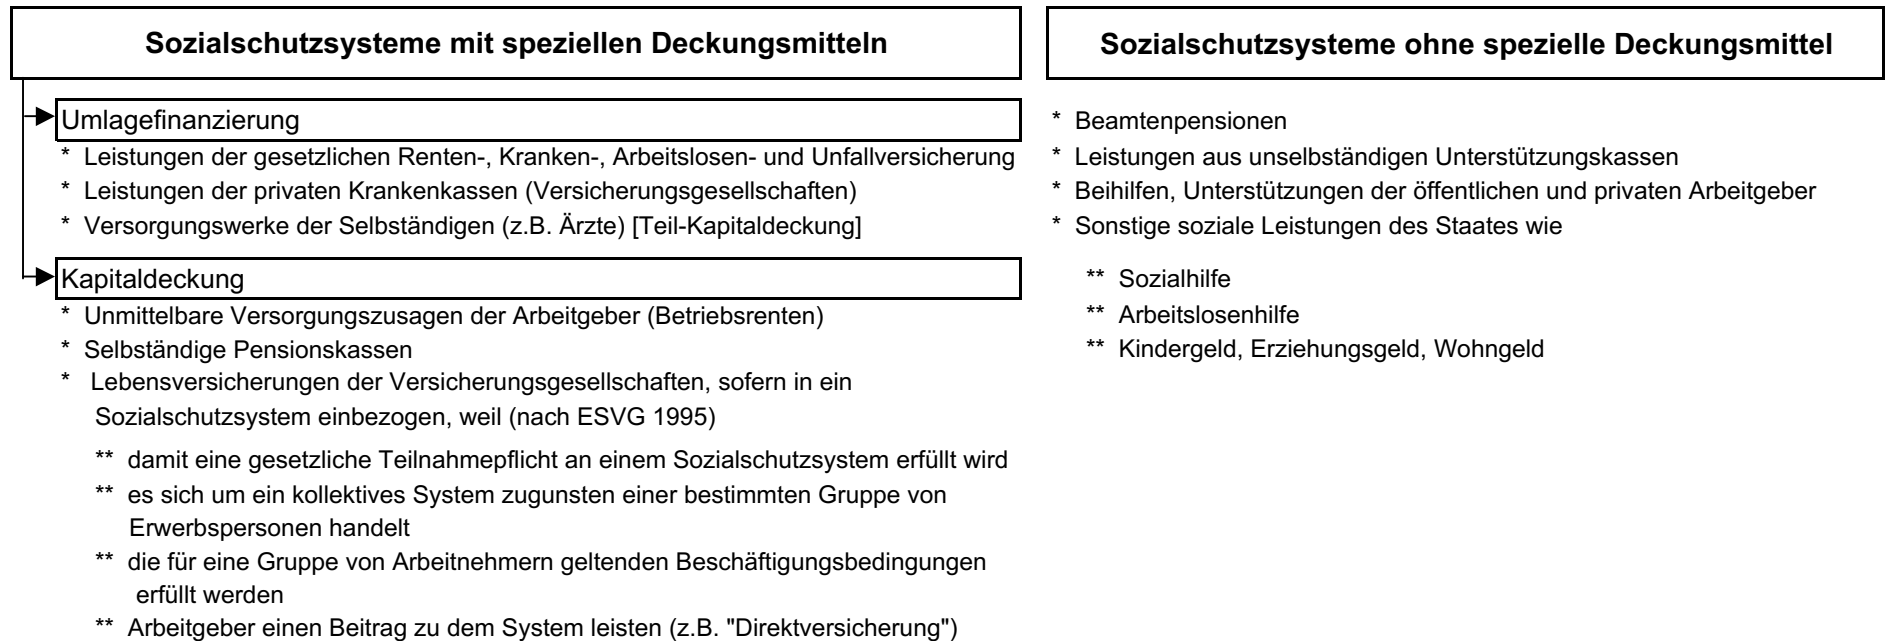 Sozialschutzsysteme mit speziellen Deckungsmitteln
Umlagefinanzierung
* Leistungen der gesetzlichen Renten-, Kranken-, Arbeitslosen- und Unfallversicherung
* Leistungen der privaten Krankenkassen (Versicherungsgesellschaften)
* Versorgungswerke der Selbständigen (z.B. Ärzte) [Teil-Kapitaldeckung]
Kapitaldeckung
* Unmittelbare Versorgungszusagen der Arbeitgeber (Betriebsrenten)
* Selbständige Pensionskassen
* Lebensversicherungen der Versicherungsgesellschaften, sofern in ein
Sozialschutzsystem einbezogen, weil (nach ESVG 1995)
** damit eine gesetzliche Teilnahmepflicht an einem Sozialschutzsystem erfüllt wird
** es sich um ein kollektives System zugunsten einer bestimmten Gruppe von
Erwerbspersonen handelt
** die für eine Gruppe von Arbeitnehmern geltenden Beschäftigungsbedingungen
erfüllt werden
** Arbeitgeber einen Beitrag zu dem System leisten (z.B. "Direktversicherung")
Sozialschutzsysteme ohne spezielle Deckungsmittel
* Beamtenpensionen
* Leistungen aus unselbständigen Unterstützungskassen
* Beihilfen, Unterstützungen der öffentlichen und privaten Arbeitgeber
* Sonstige soziale Leistungen des Staates wie
** Sozialhilfe
** Arbeitslosenhilfe
** Kindergeld, Erziehungsgeld, Wohngeld